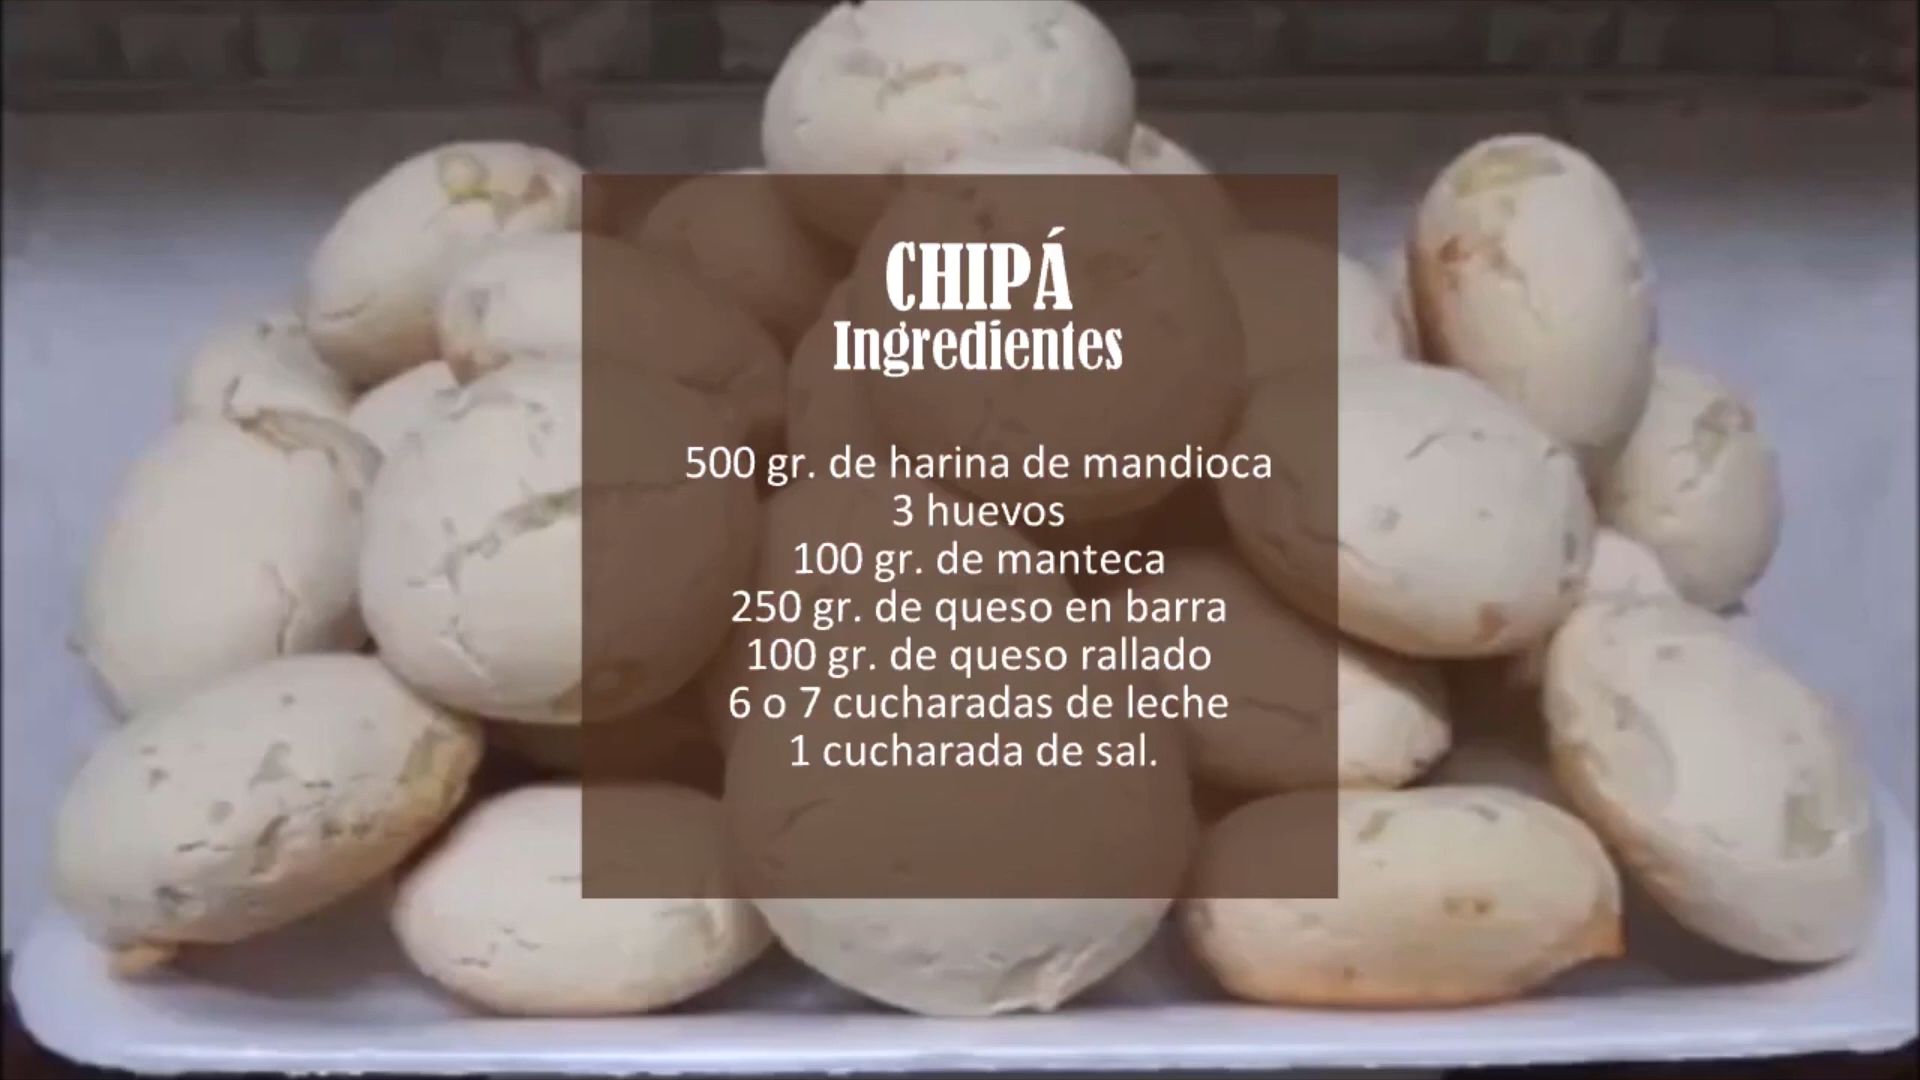 CHIPÁ
Ingredientes
500 gr. de harina de mandioca
3 huevos
100 gr. de manteca
250 gr. de queso en barra
100 gr. de queso rallado
6 o 7 cucharadas de leche
1 cucharada de sal.